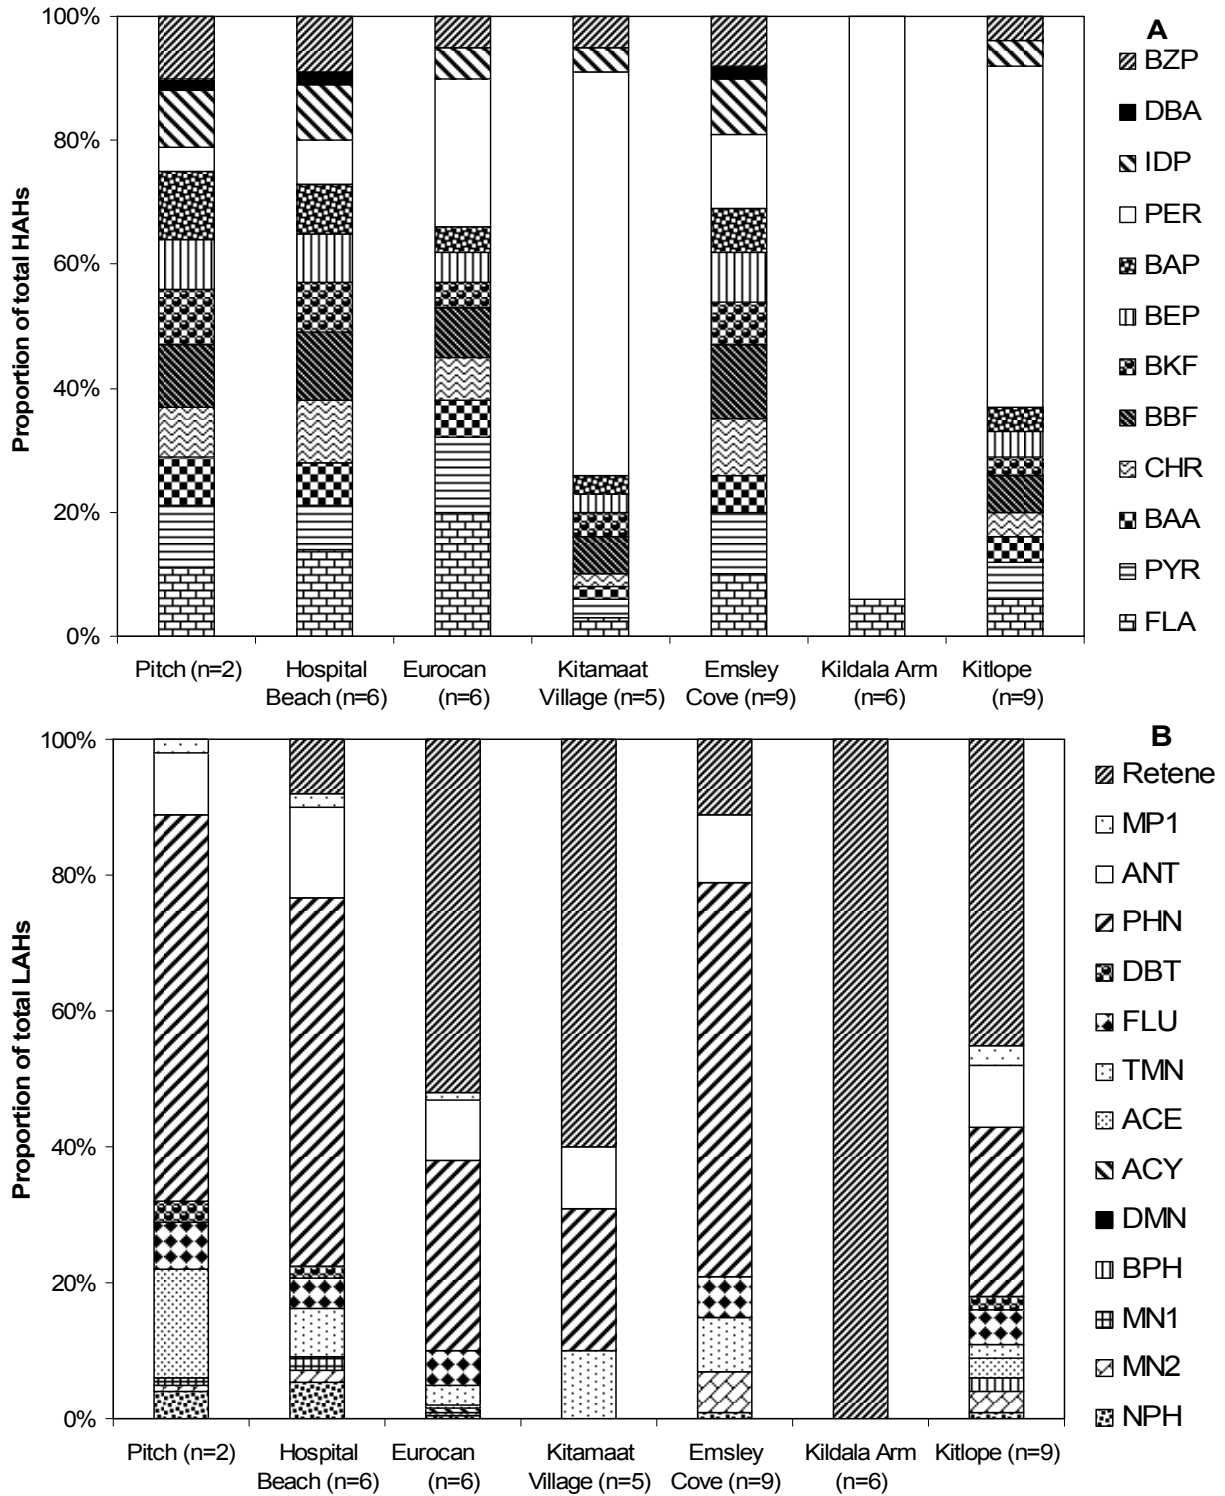 A
Proportion of total HAHs
100%
80%
60%
40%
20%
0%
BZP
DBA
IDP
PER
BAP
BEP
BKF
BBF
CHR
BAA
PYR
FLA
Pitch (n=2)
Hospital
Beach (n=6)
Eurocan
(n=6)
Kitamaat
Village (n=5)
Emsley
Cove (n=9)
Kildala Arm
(n=6)
Kitlope
(n=9)
B
Proportion of total LAHs
100%
80%
60%
40%
20%
0%
Retene
MP1
ANT
PHN
DBT
FLU
TMN
ACE
ACY
DMN
BPH
MN1
MN2
NPH
Pitch (n=2)
Hospital
Beach (n=6)
Eurocan
(n=6)
Kitamaat
Village (n=5)
Emsley
Cove (n=9)
Kildala Arm
(n=6)
Kitlope (n=9)